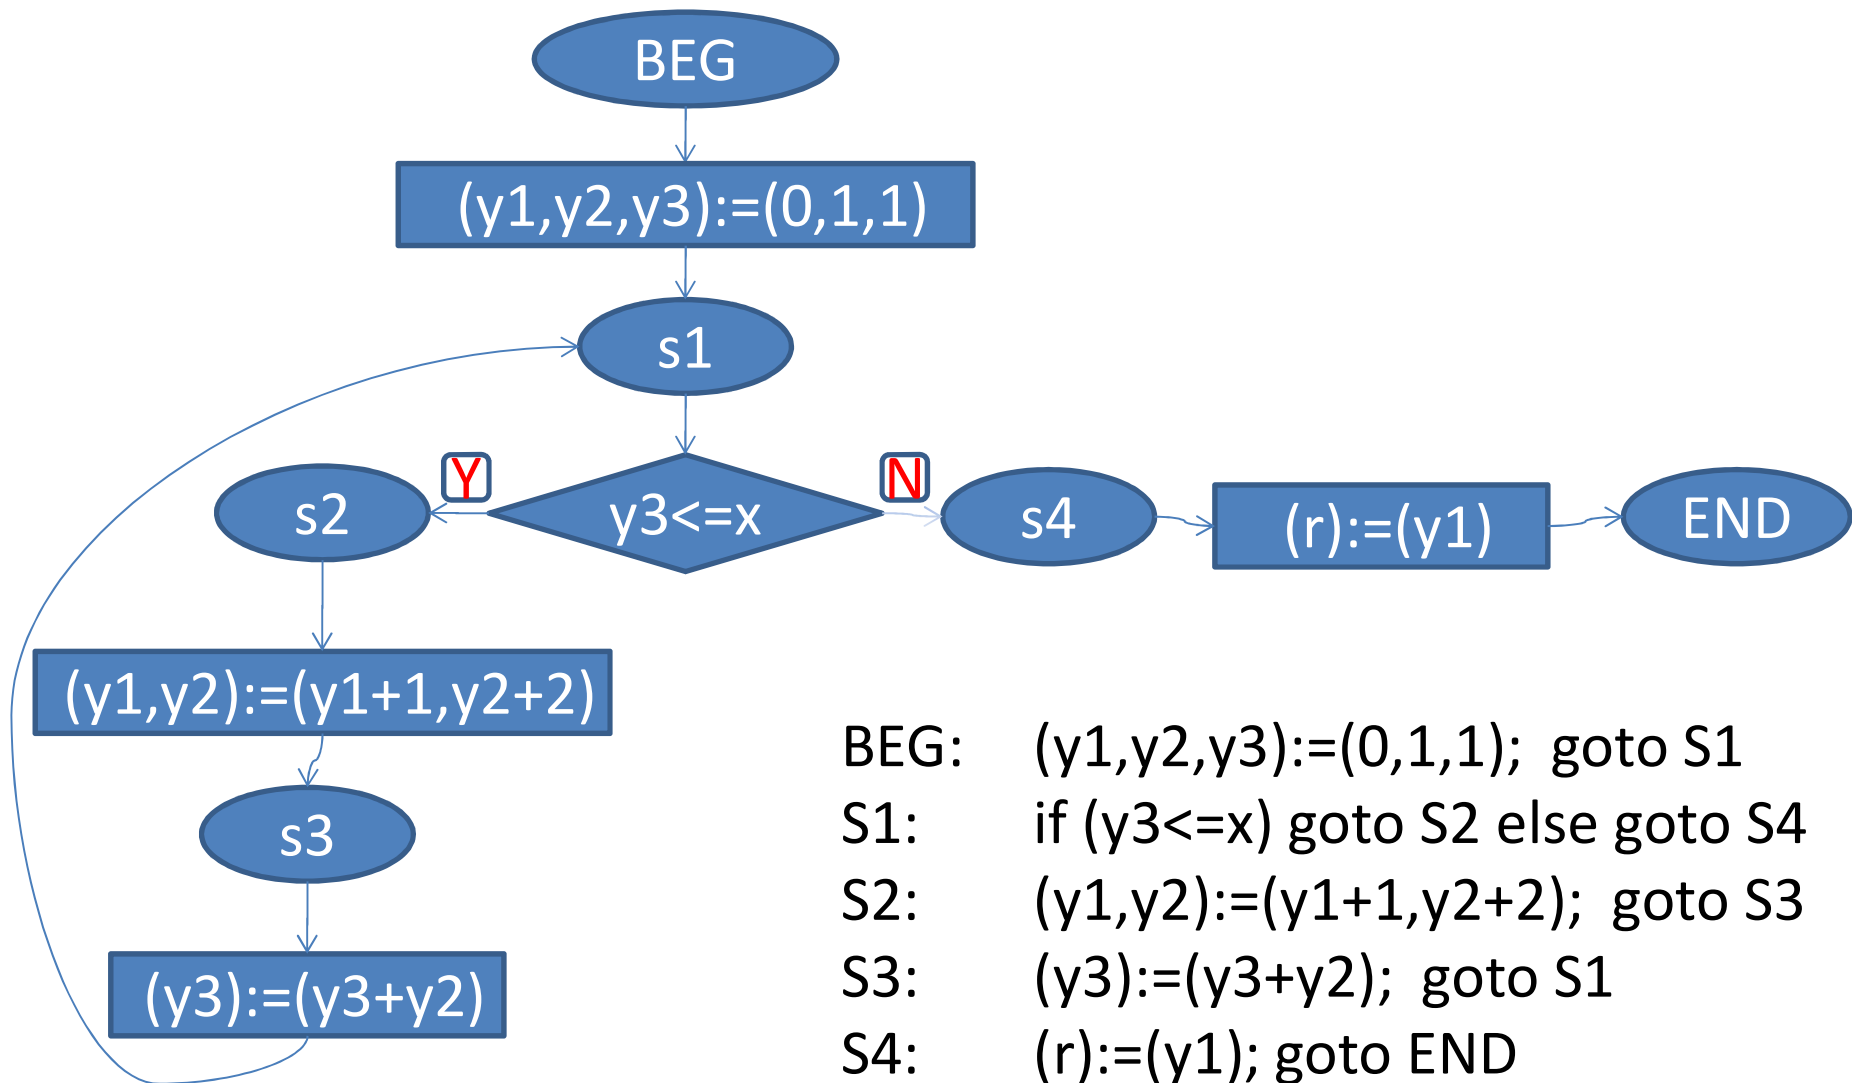 BEG
(y1,y2,y3):=(0,1,1)
s1
Y
N
s2
y3<=x
s4
(r):=(y1)
END
(y1,y2):=(y1+1,y2+2)
s3
(y3):=(y3+y2)
BEG: (y1,y2,y3):=(0,1,1); goto S1
S1: if (y3<=x) goto S2 else goto S4
S2: (y1,y2):=(y1+1,y2+2); goto S3
S3: (y3):=(y3+y2); goto S1
S4: (r):=(y1); goto END